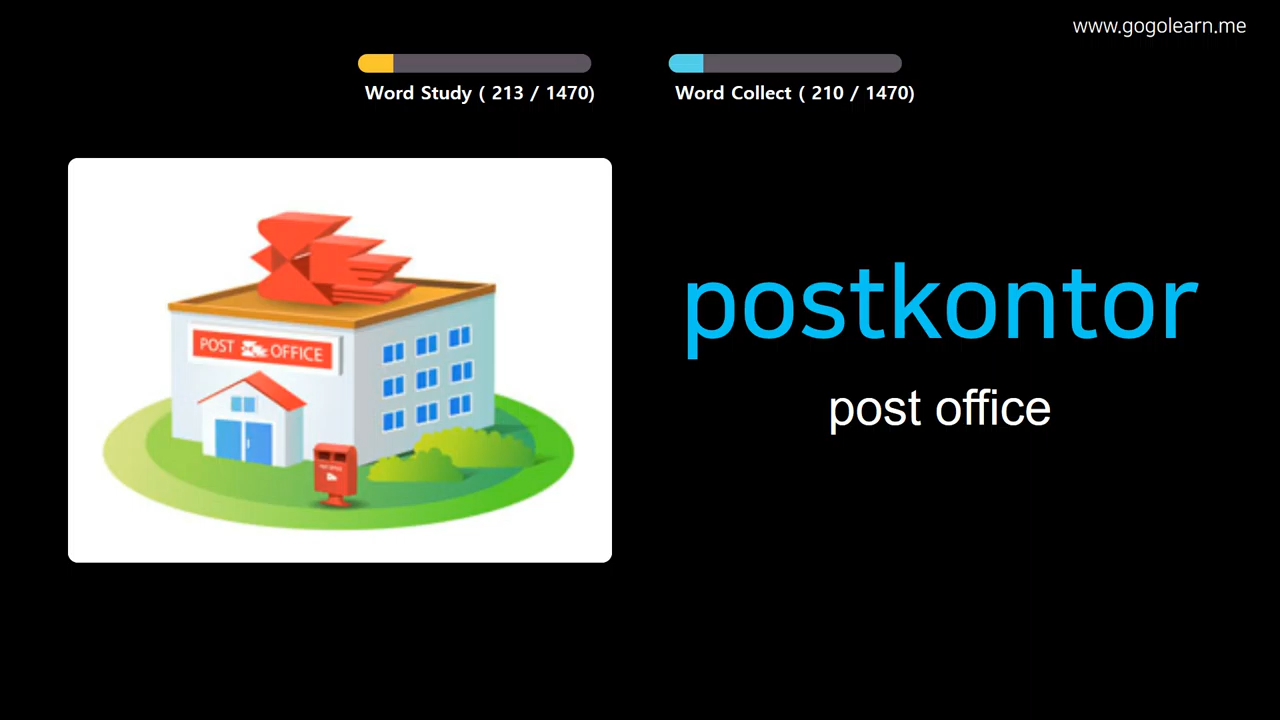 www.gogolearn.me
Word Study ( 213 / 1470)
Word Collect ( 210 / 1470)
POST OFFICE
postkontor
post office